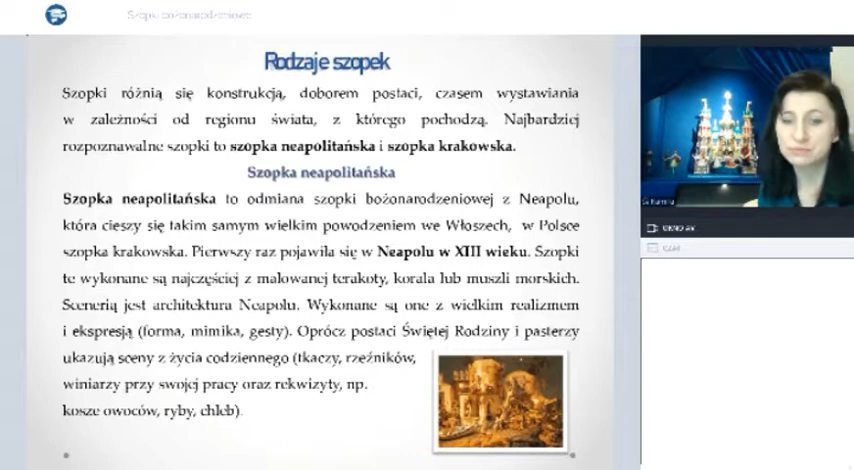 Szopki bożonarodzeniowe
Rodzaje szopek
Szopki różnią się konstrukcją, doborem postaci, czasem wystawiania
w zależności od regionu świata, z którego pochodzą. Najbardziej
rozpoznawalne szopki to szopka neapolitańska i szopka krakowska.
Szopka neapolitańska
Szopka neapolitańska to odmiana szopki bożonarodzeniowej z Neapolu,
która cieszy się takim samym wielkim powodzeniem we Włoszech, w Polsce
szopka krakowska. Pierwszy raz pojawiła się w Neapolu w XIII wieku. Szopki
te wykonane są najczęściej z malowanej terakoty, korala lub muszli morskich.
Scenerią jest architektura Neapolu. Wykonane są one z wielkim realizmem
i ekspresją (forma, mimika, gesty). Oprócz postaci Świętej Rodziny i pasterzy
ukazują sceny z życia codziennego (tkaczy, rzeźników,
winiarzy przy swojej pracy oraz rekwizyty, np.
kosze owoców, ryby, chleb).
OKNO AV